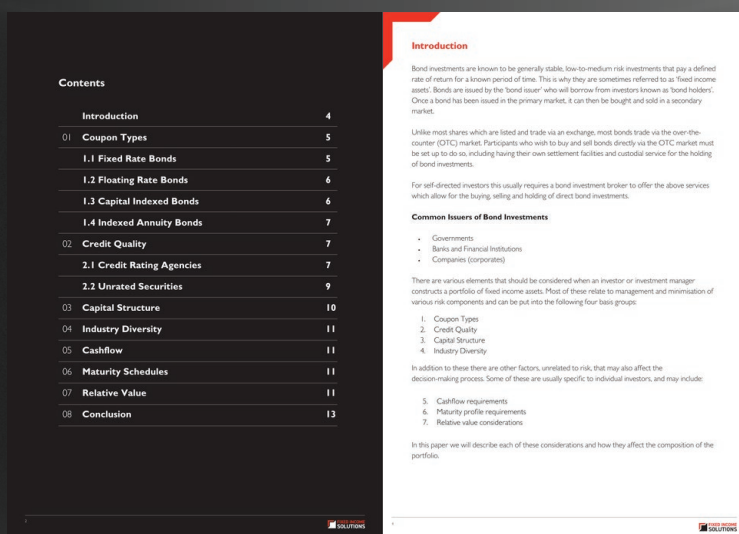 Contents
Introduction 4
01 Coupon Types 5
1.1 Fixed Rate Bonds 5
1.2 Floating Rate Bonds 6
1.3 Capital Indexed Bonds 6
1.4 Indexed Annuity Bonds 7
02 Credit Quality 7
2.1 Credit Rating Agencies 7
2.2 Unrated Securities 9
03 Capital Structure 10
04 Industry Diversity 11
05 Cashflow 11
06 Maturity Schedules 11
07 Relative Value 11
08 Conclusion 13
FIXED INCOME
SOLUTIONS
Introduction
Bond investments are known to be generally stable, low-to-medium risk investments that pay a defined
rate of return for a known period of time. This is why they are sometimes referred to as 'fixed income
assets'. Bonds are issued by the 'bond issuer' who will borrow from investors known as 'bond holders'.
Once a bond has been issued in the primary market, it can then be bought and sold in a secondary
market.
Unlike most shares which are listed and trade via an exchange, most bonds trade via the over-the-
counter (OTC) market. Participants who wish to buy and sell bonds directly via the OTC market must
be set up to do so, including having their own settlement facilities and custodial service for the holding
of bond investments.
For self-directed investors this usually requires a bond investment broker to offer the above services
which allow for the buying, selling and holding of direct bond investments.
Common Issuers of Bond Investments
• Governments
• Banks and Financial Institutions
• Companies (corporates)
There are various elements that should be considered when an investor or investment manager
constructs a portfolio of fixed income assets. Most of these relate to management and minimisation of
various risk components and can be put into the following four basis groups:
1. Coupon Types
2. Credit Quality
3. Capital Structure
4. Industry Diversity
In addition to these there are other factors, unrelated to risk, that may also affect the
decision-making process. Some of these are usually specific to individual investors, and may include:
5. Cashflow requirements
6. Maturity profile requirements
7. Relative value considerations
In this paper we will describe each of these considerations and how they affect the composition of the
portfolio.
FIXED INCOME
SOLUTIONS